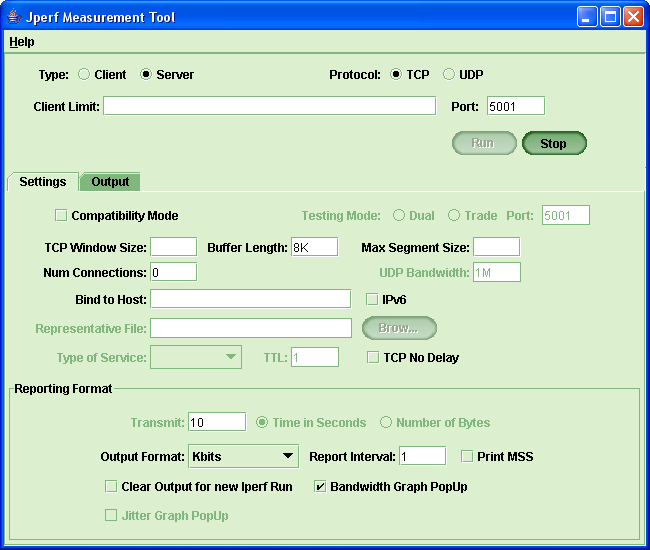 Jperf Measurement Tool
Help
Type: Client Server Protocol: TCP UDP
Client Limit: Port: 5001
Run Stop
Settings Output
Compatibility Mode Testing Mode: Dual Trade Port: 5001
TCP Window Size: Buffer Length: 8K Max Segment Size:
Num Connections: 0 UDP Bandwidth: 1M
Bind to Host: IPv6
Representative File: Brow...
Type of Service: TTL: 1 TCP No Delay
Reporting Format
Transmit: 10 Time in Seconds Number of Bytes
Output Format: Kbits Report Interval: 1 Print MSS
Clear Output for new Iperf Run Bandwidth Graph PopUp
Jitter Graph PopUp